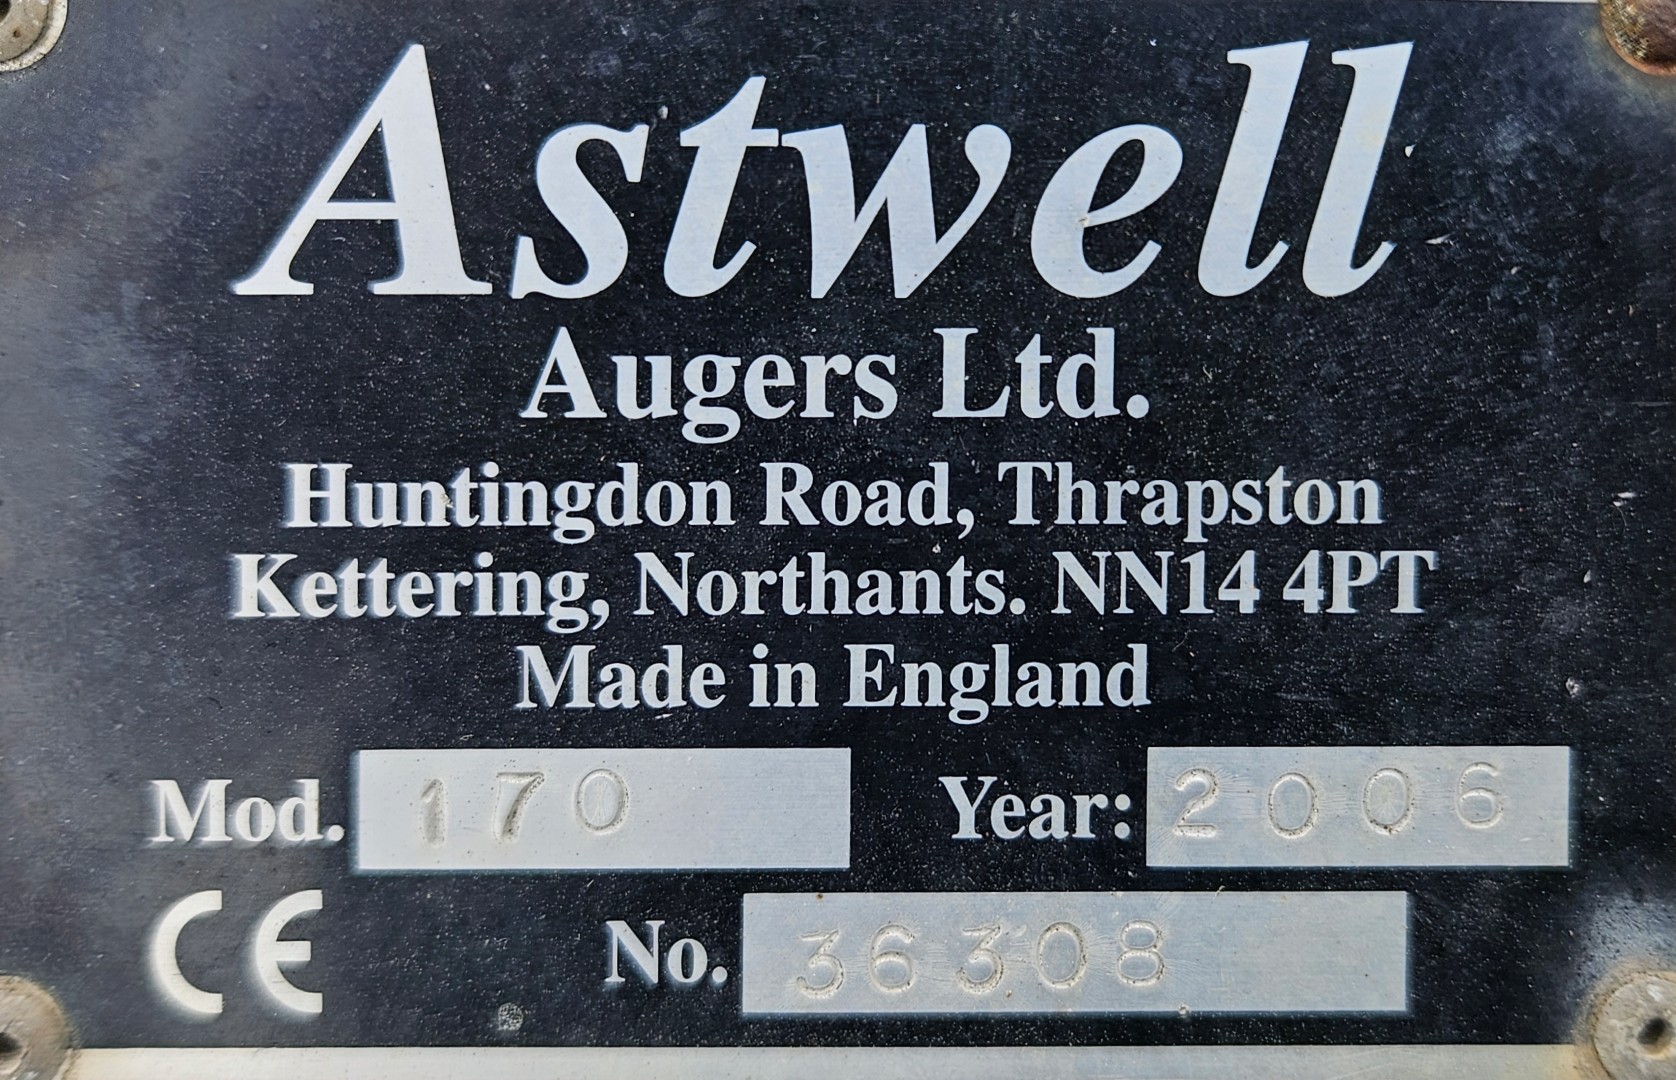 Astwell
Augers Ltd.
Huntingdon Road, Thrapston
Kettering, Northants. NN14 4PT
Made in England
Mod. 170 Year: 2006
CE No. 36308